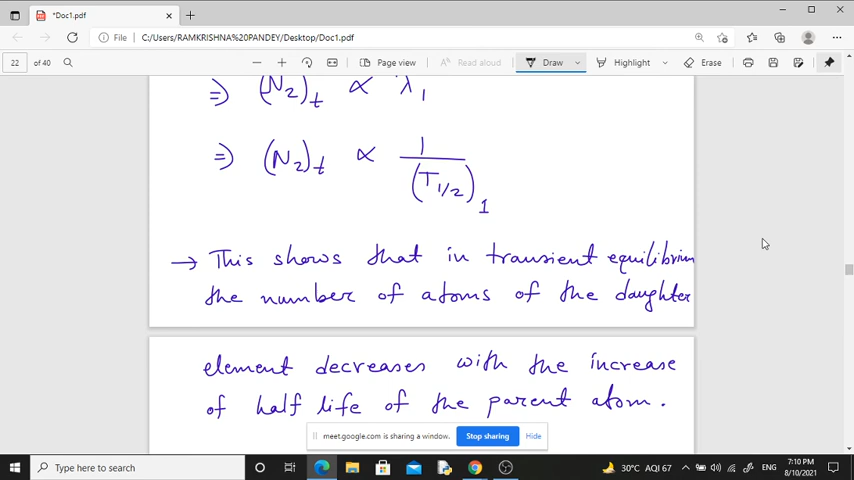 *Doc1.pdf
File C:/Users/RAMKRISHNA%20PANDEY/Desktop/Doc1.pdf
22 of 40 Page view Read aloud Draw Highlight Erase
⇒ (N₂)ₜ ∝ λ₁
⇒ (N₂)ₜ ∝ 1/(T₁/₂)₁
→ This shows that in transient equilibrium
the number of atoms of the daughter
element decreases with the increase
of half life of the parent atom.
meet.google.com is sharing a window. Stop sharing Hide
Type here to search 30°C AQI 67 ENG 7:10 PM
8/10/2021